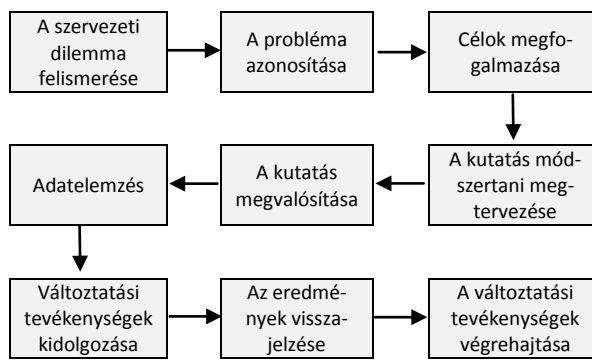 A szervezeti
dilemma
felismerése
A probléma
azonosítása
Célok megfo-
galmazása
A kutatás mód-
szertani meg-
tervezése
A kutatás
megvalósítása
Adatelemzés
Változtatási
tevékenységek
kidolgozása
Az eredmé-
nyek vissza-
jelzése
A változtatási
tevékenységek
végrehajtása